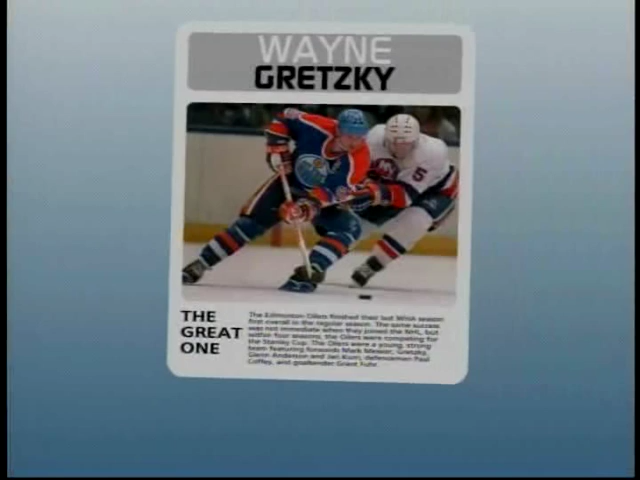 WAYNE
GRETZKY
5
THE
GREAT
ONE
The Edmonton Oilers finished their last WHA season
first overall in the regular season. The same success
was not immediate when they joined the NHL, but
within four seasons, the Oilers were competing for
the Stanley Cup. The Oilers were a young, strong
team featuring forwards Mark Messier, Gretzky,
Glenn Anderson and Jari Kurri, defenceman Paul
Coffey, and goaltender Grant Fuhr.